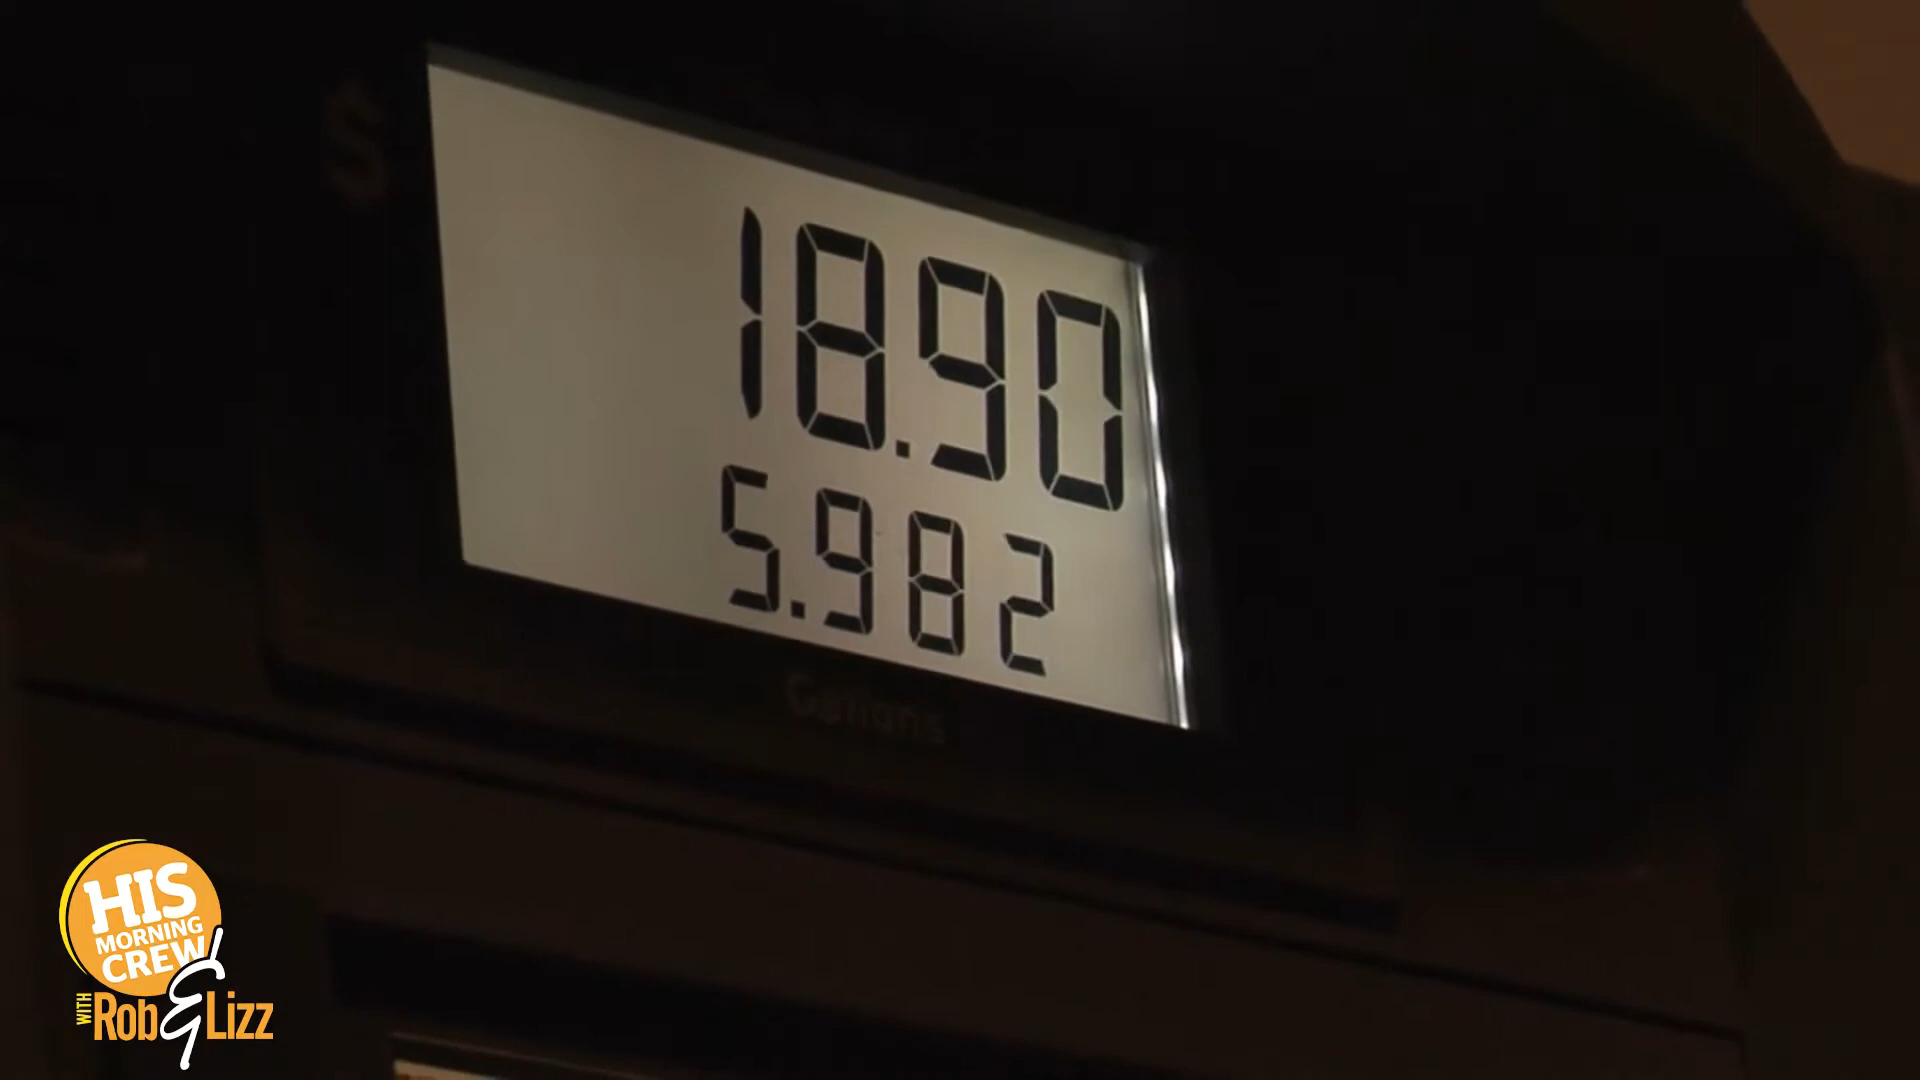 $
18.90
5.982
Gallons
HIS
MORNING
CREW
WITH Rob & Lizz